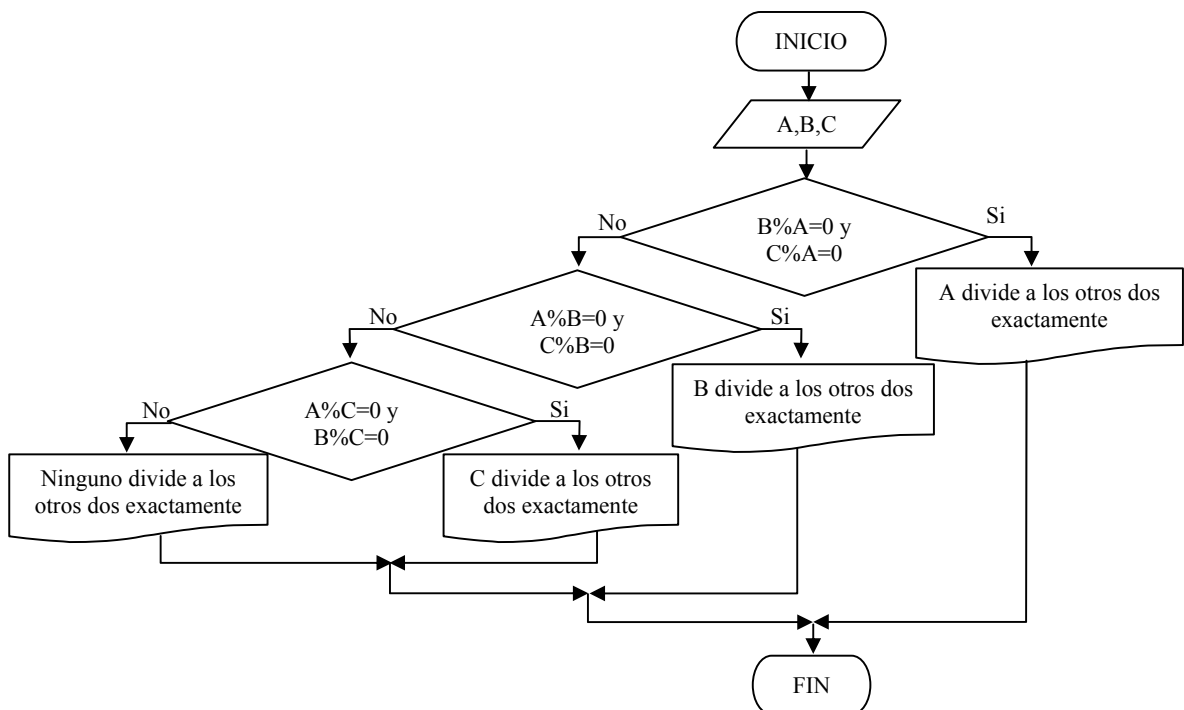 INICIO
A,B,C
No
B%A=0 y
C%A=0
Si
A divide a los otros dos
exactamente
No
A%B=0 y
C%B=0
Si
B divide a los otros dos
exactamente
No
A%C=0 y
B%C=0
Si
Ninguno divide a los
otros dos exactamente
C divide a los otros
dos exactamente
FIN